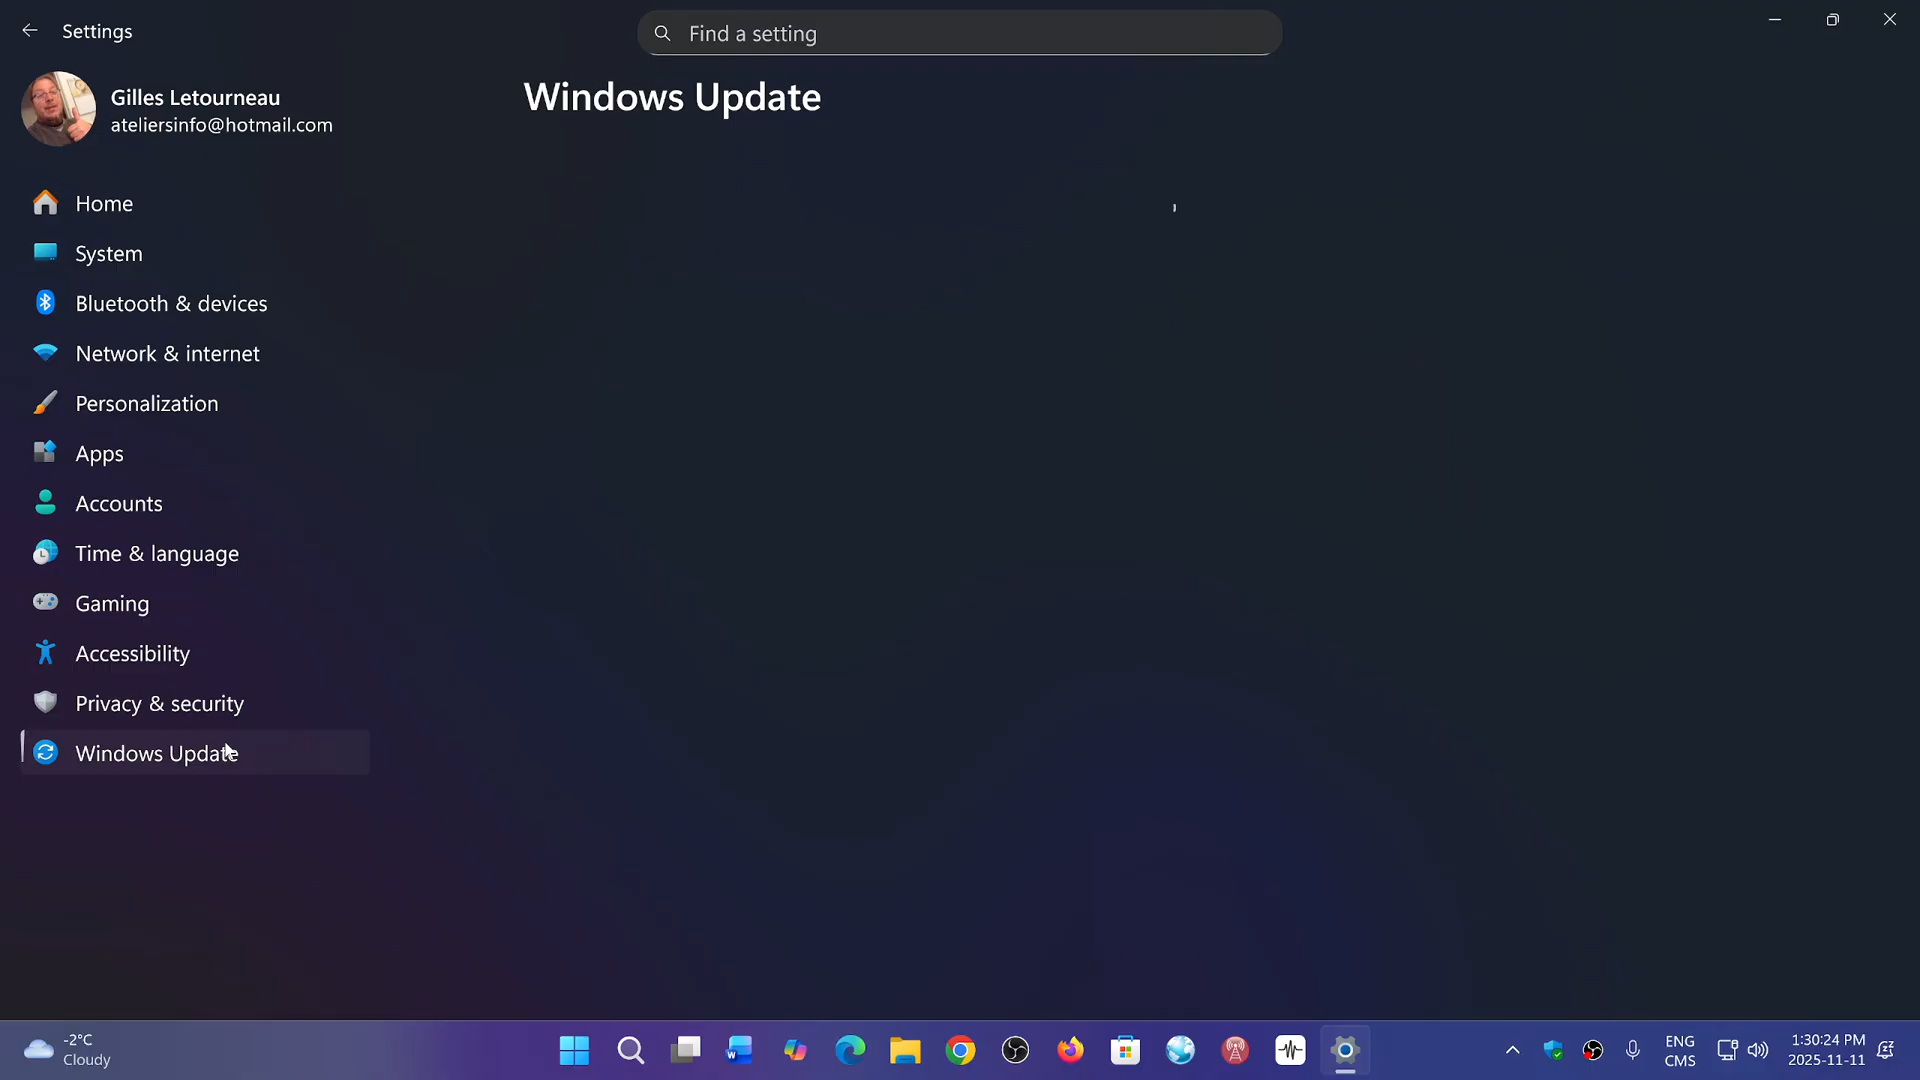 Settings
Find a setting
Gilles Letourneau
ateliersinfo@hotmail.com
Windows Update
Home
System
Bluetooth & devices
Network & internet
Personalization
Apps
Accounts
Time & language
Gaming
Accessibility
Privacy & security
Windows Update
-2°C
Cloudy
ENG
CMS
1:30:24 PM
2025-11-11